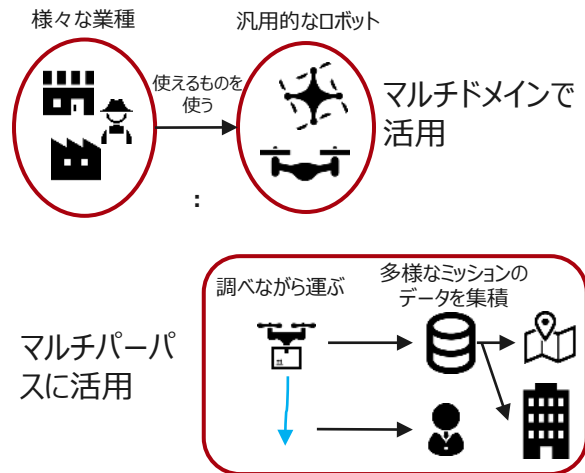 様々な業種
汎用的なロボット
使えるものを
使う
マルチドメインで
活用
:
調べながら運ぶ
多様なミッションの
データを集積
マルチパーパ
スに活用